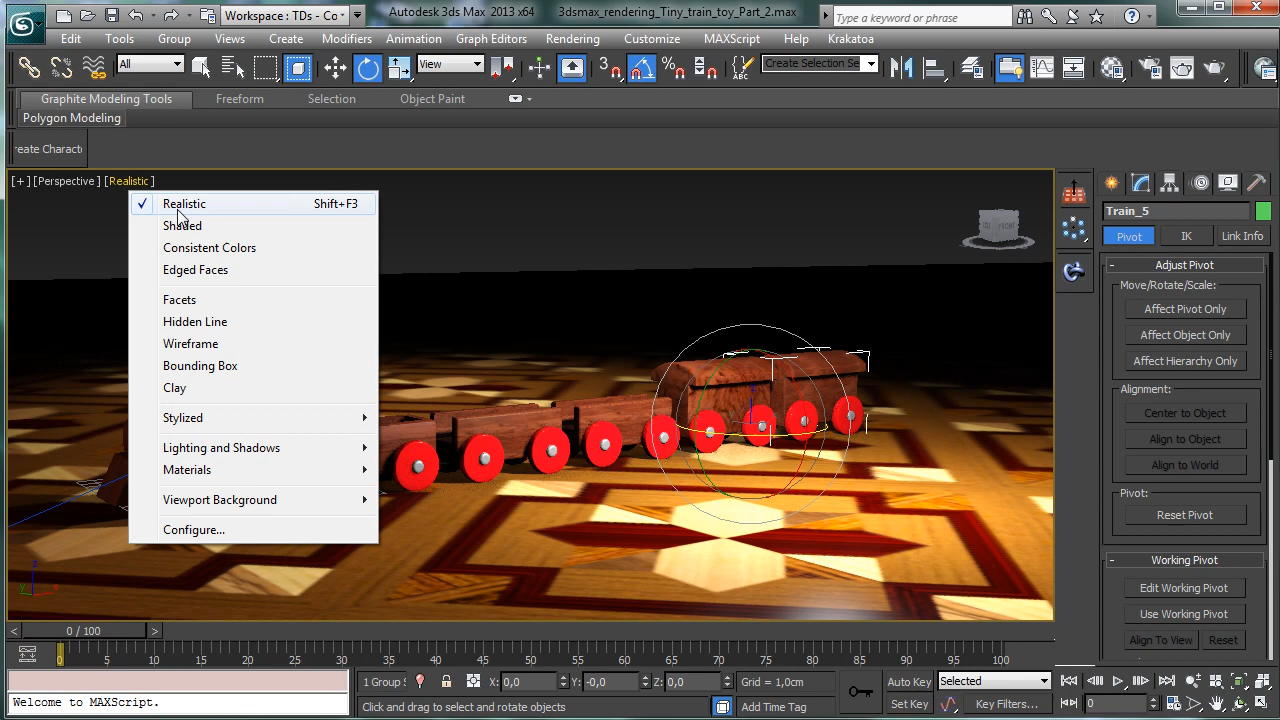 Workspace : TDs - Co
Autodesk 3ds Max 2013 x64
3dsmax_rendering_Tiny_train_toy_Part_2.max
Type a keyword or phrase
Edit Tools Group Views Create Modifiers Animation Graph Editors Rendering Customize MAXScript Help Krakatoa
All View 3 % ABC Create Selection Se
Graphite Modeling Tools Freeform Selection Object Paint
Polygon Modeling
eate Characte
[+] [Perspective] [Realistic]
Realistic Shift+F3
Shaded
Consistent Colors
Edged Faces
Facets
Hidden Line
Wireframe
Bounding Box
Clay
Stylized
Lighting and Shadows
Materials
Viewport Background
Configure...
FRONT
z
y x
Train_5
Pivot IK Link Info
- Adjust Pivot
Move/Rotate/Scale:
Affect Pivot Only
Affect Object Only
Affect Hierarchy Only
Alignment:
Center to Object
Align to Object
Align to World
Pivot:
Reset Pivot
- Working Pivot
Edit Working Pivot
Use Working Pivot
Align To View Reset
< 0 / 100 >
0 5 10 15 20 25 30 35 40 45 50 55 60 65 70 75 80 85 90 95 100
1 Group S X: 0,0 Y: -0,0 Z: 0,0 Grid = 1,0cm Auto Key Selected
Welcome to MAXScript.
Click and drag to select and rotate objects Add Time Tag Set Key Key Filters... 0